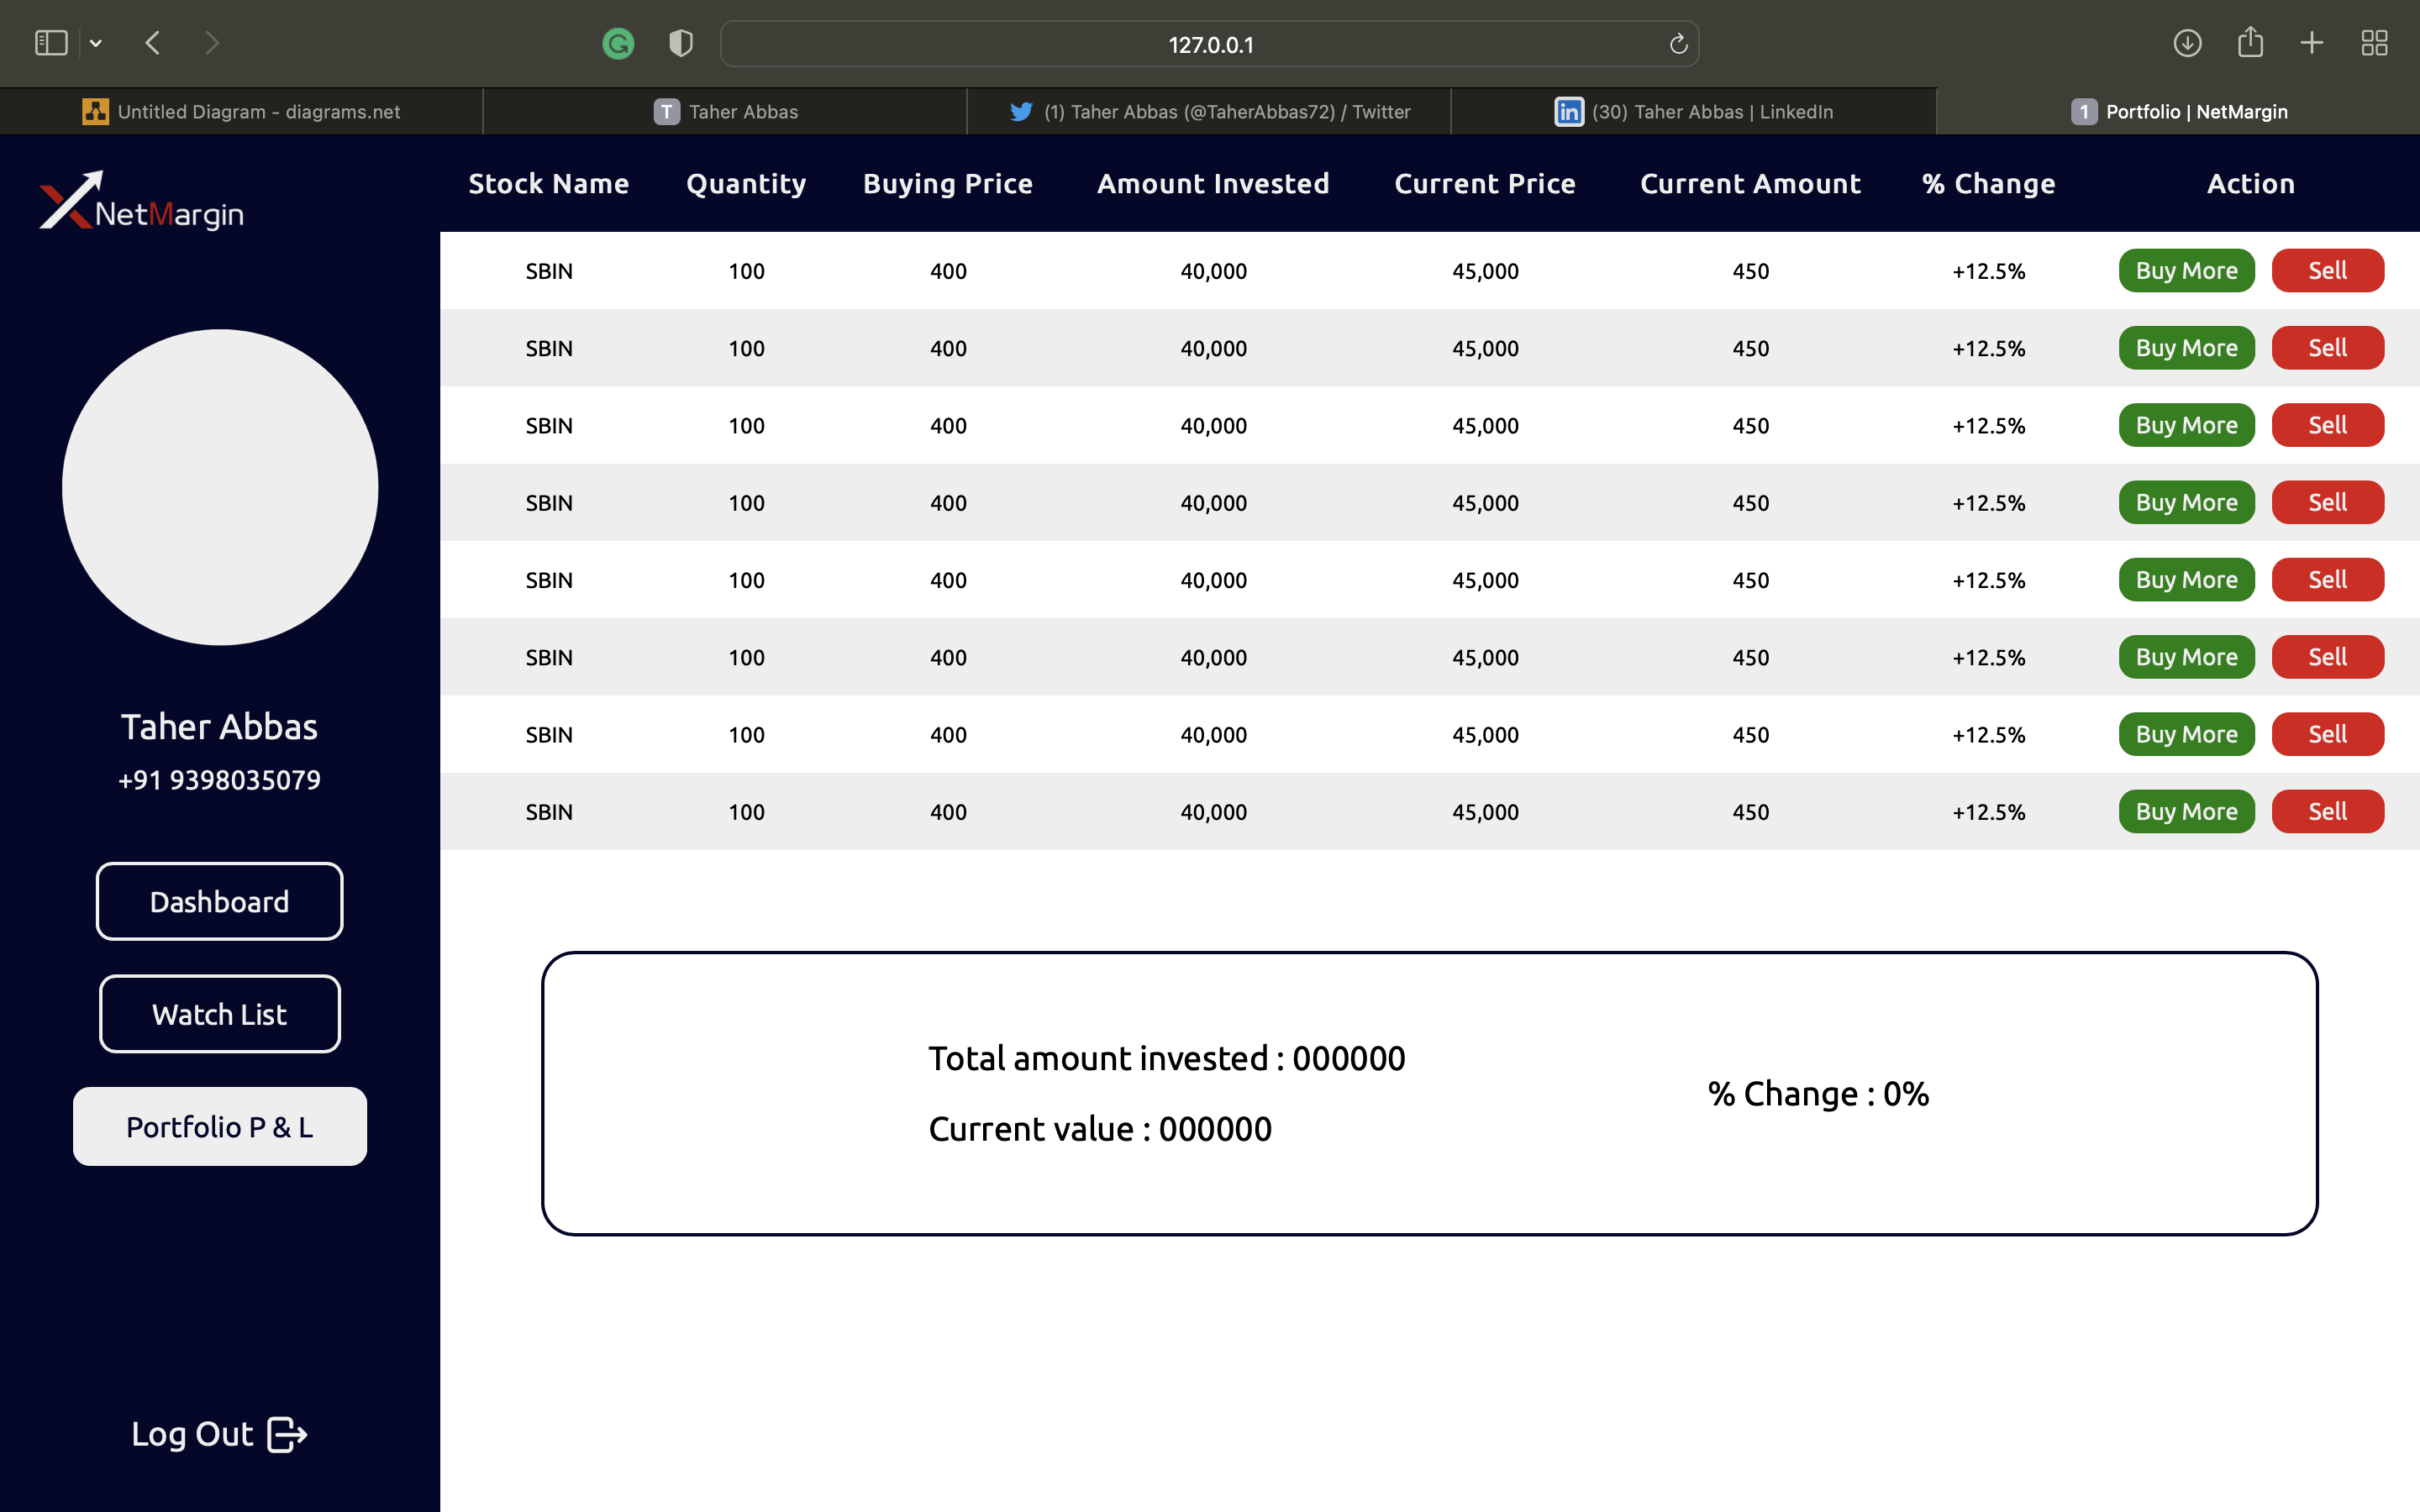 127.0.0.1
Untitled Diagram - diagrams.net
T Taher Abbas
(1) Taher Abbas (@TaherAbbas72) / Twitter
in (30) Taher Abbas | LinkedIn
1 Portfolio | NetMargin
NetMargin
Taher Abbas
+91 9398035079
Dashboard
Watch List
Portfolio P & L
Log Out
Stock Name Quantity Buying Price Amount Invested Current Price Current Amount % Change Action
SBIN 100 400 40,000 45,000 450 +12.5% Buy More Sell
SBIN 100 400 40,000 45,000 450 +12.5% Buy More Sell
SBIN 100 400 40,000 45,000 450 +12.5% Buy More Sell
SBIN 100 400 40,000 45,000 450 +12.5% Buy More Sell
SBIN 100 400 40,000 45,000 450 +12.5% Buy More Sell
SBIN 100 400 40,000 45,000 450 +12.5% Buy More Sell
SBIN 100 400 40,000 45,000 450 +12.5% Buy More Sell
SBIN 100 400 40,000 45,000 450 +12.5% Buy More Sell
Total amount invested : 000000
Current value : 000000
% Change : 0%